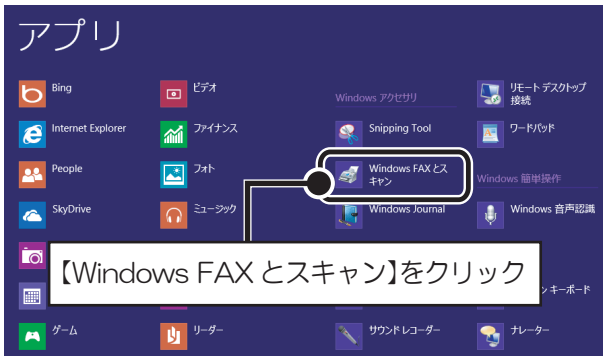 アプリ
Bing
Internet Explorer
People
SkyDrive
ゲーム
ビデオ
ファイナンス
フォト
ミュージック
リーダー
Windows アクセサリ
Snipping Tool
Windows FAX とス
キャン
Windows Journal
サウンド レコーダー
リモート デスクトップ
接続
ワードパッド
Windows 簡単操作
Windows 音声認識
ン キーボード
ナレーター
【Windows FAX とスキャン】をクリック